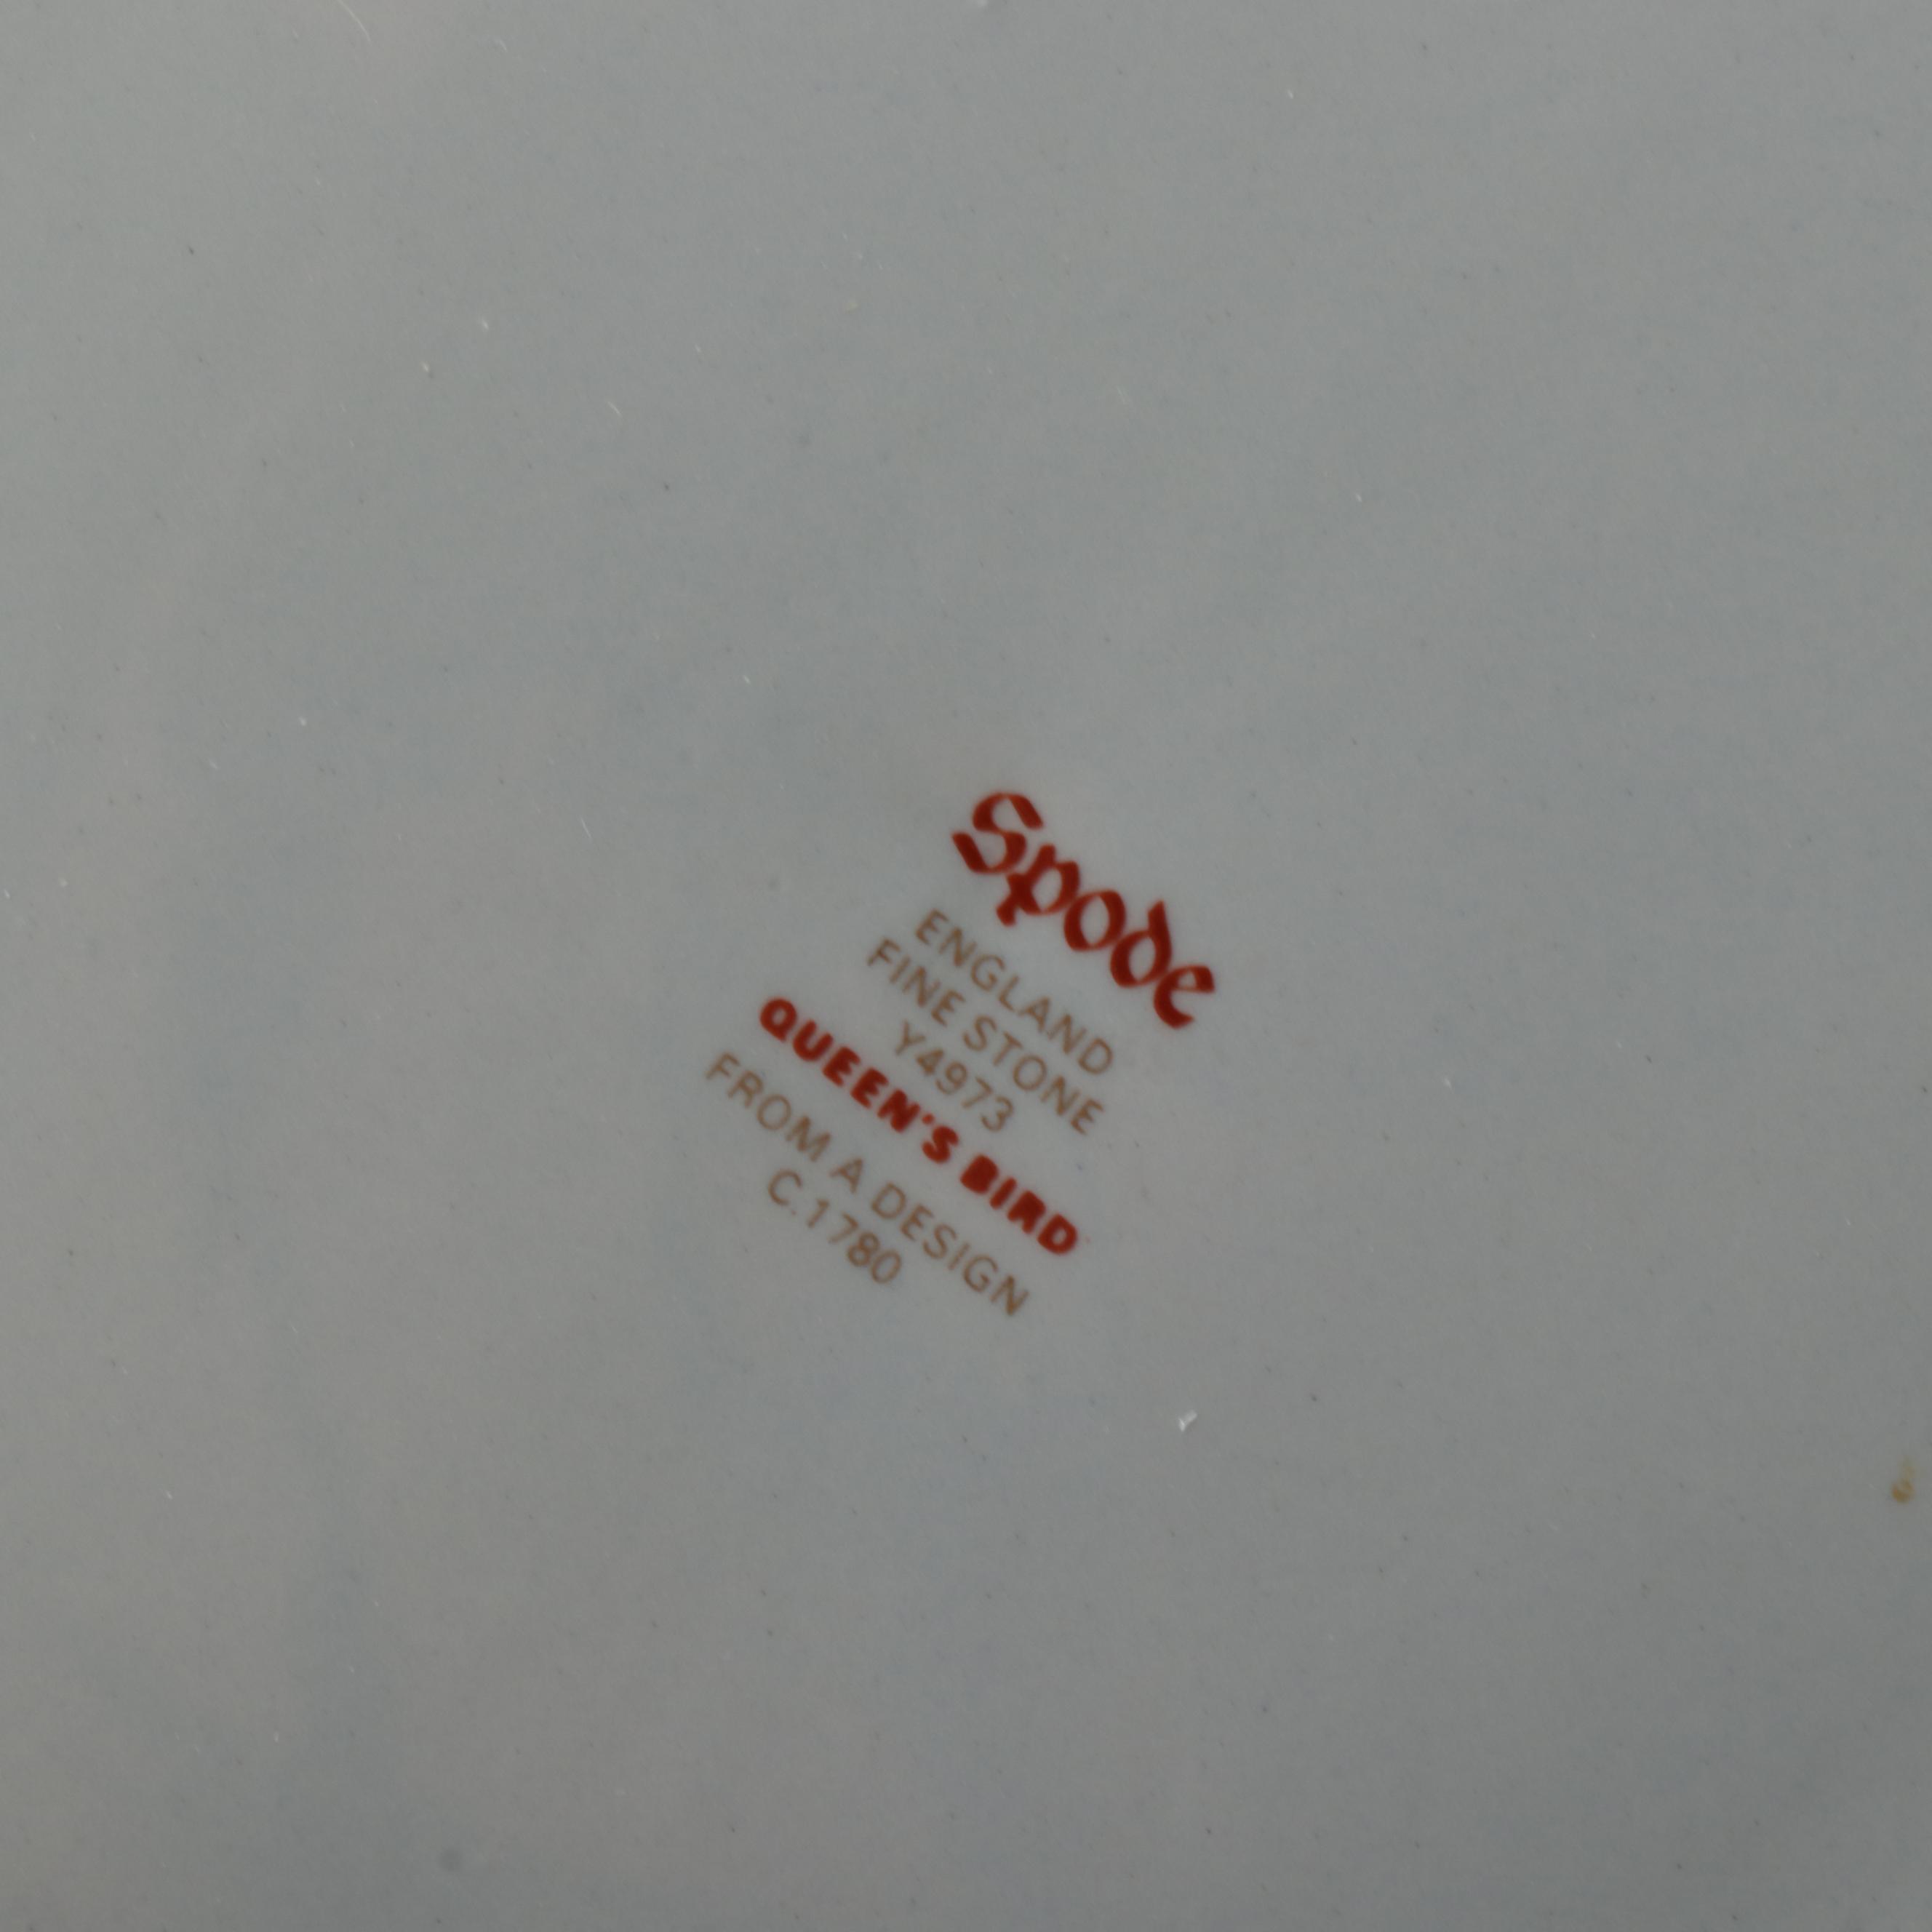 Spode
ENGLAND
FINE STONE
Y4973
QUEEN'S BIRD
FROM A DESIGN
C.1780